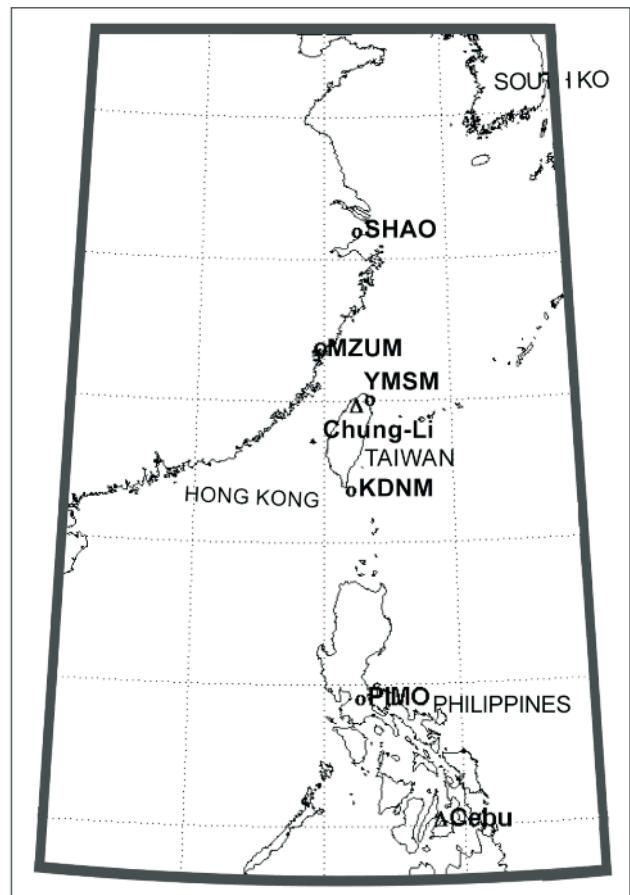 SOUTH KO
SHAO
MZUM
YMSM
Chung-Li
TAIWAN
HONG KONG
KDNM
PIMO
PHILIPPINES
Cebu